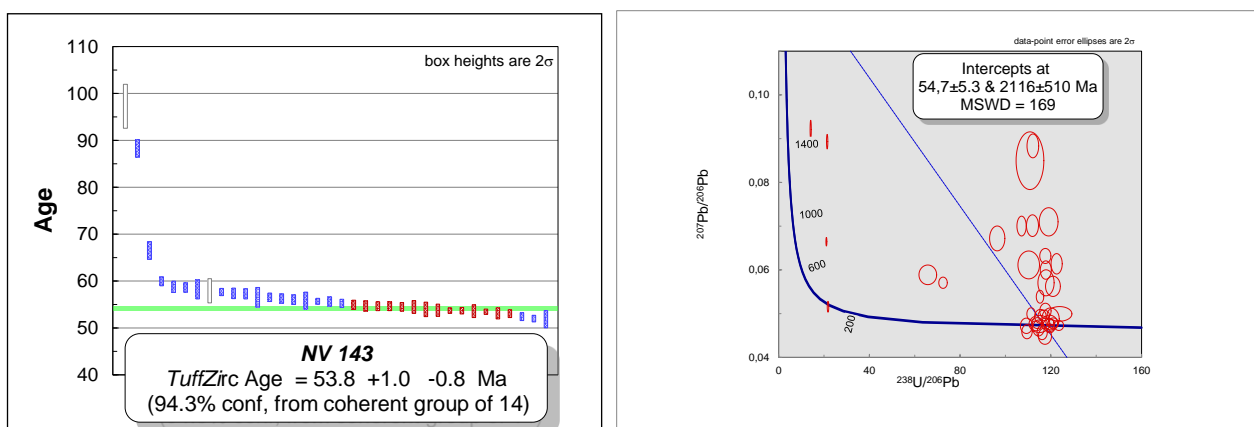 110
100
90
80
70
60
50
40
Age
box heights are 2σ
NV 143
TuffZirc Age = 53.8 +1.0 -0.8 Ma
(94.3% conf, from coherent group of 14)
data-point error ellipses are 2σ
Intercepts at
54,7±5.3 & 2116±510 Ma
MSWD = 169
0,10
0,08
0,06
0,04
²⁰⁷Pb/²⁰⁶Pb
1400
1000
600
200
0
40
80
120
160
²³⁸U/²⁰⁶Pb